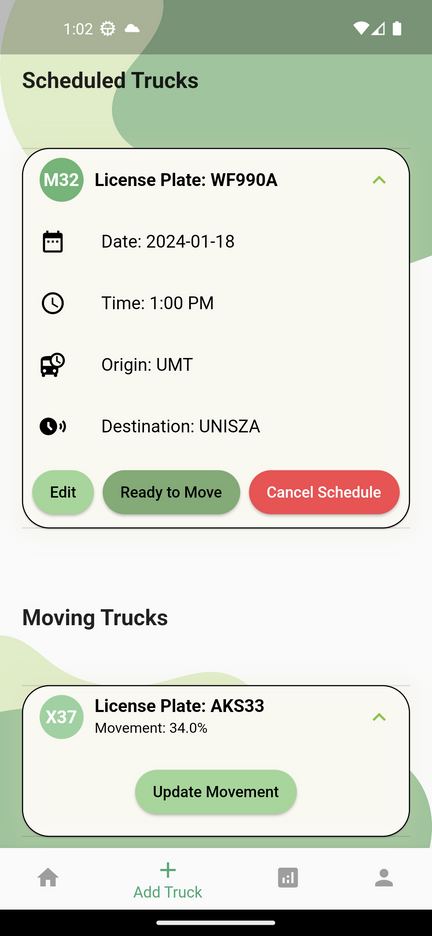 1:02
Scheduled Trucks
M32
License Plate: WF990A
Date: 2024-01-18
Time: 1:00 PM
Origin: UMT
Destination: UNISZA
Edit
Ready to Move
Cancel Schedule
Moving Trucks
X37
License Plate: AKS33
Movement: 34.0%
Update Movement
Add Truck